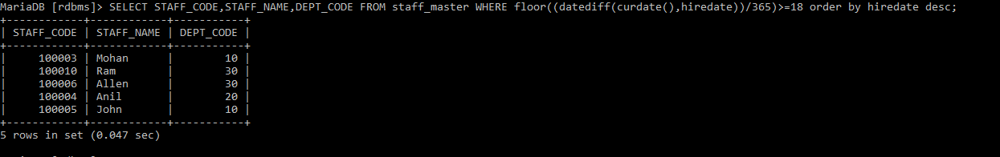 MariaDB [rdbms]> SELECT STAFF_CODE,STAFF_NAME,DEPT_CODE FROM staff_master WHERE floor((datediff(curdate(),hiredate))/365)>=18 order by hiredate desc;
+------------+------------+-----------+
| STAFF_CODE | STAFF_NAME | DEPT_CODE |
+------------+------------+-----------+
|     100003 | Mohan      |        10 |
|     100010 | Ram        |        30 |
|     100006 | Allen      |        30 |
|     100004 | Anil       |        20 |
|     100005 | John       |        10 |
+------------+------------+-----------+
5 rows in set (0.047 sec)